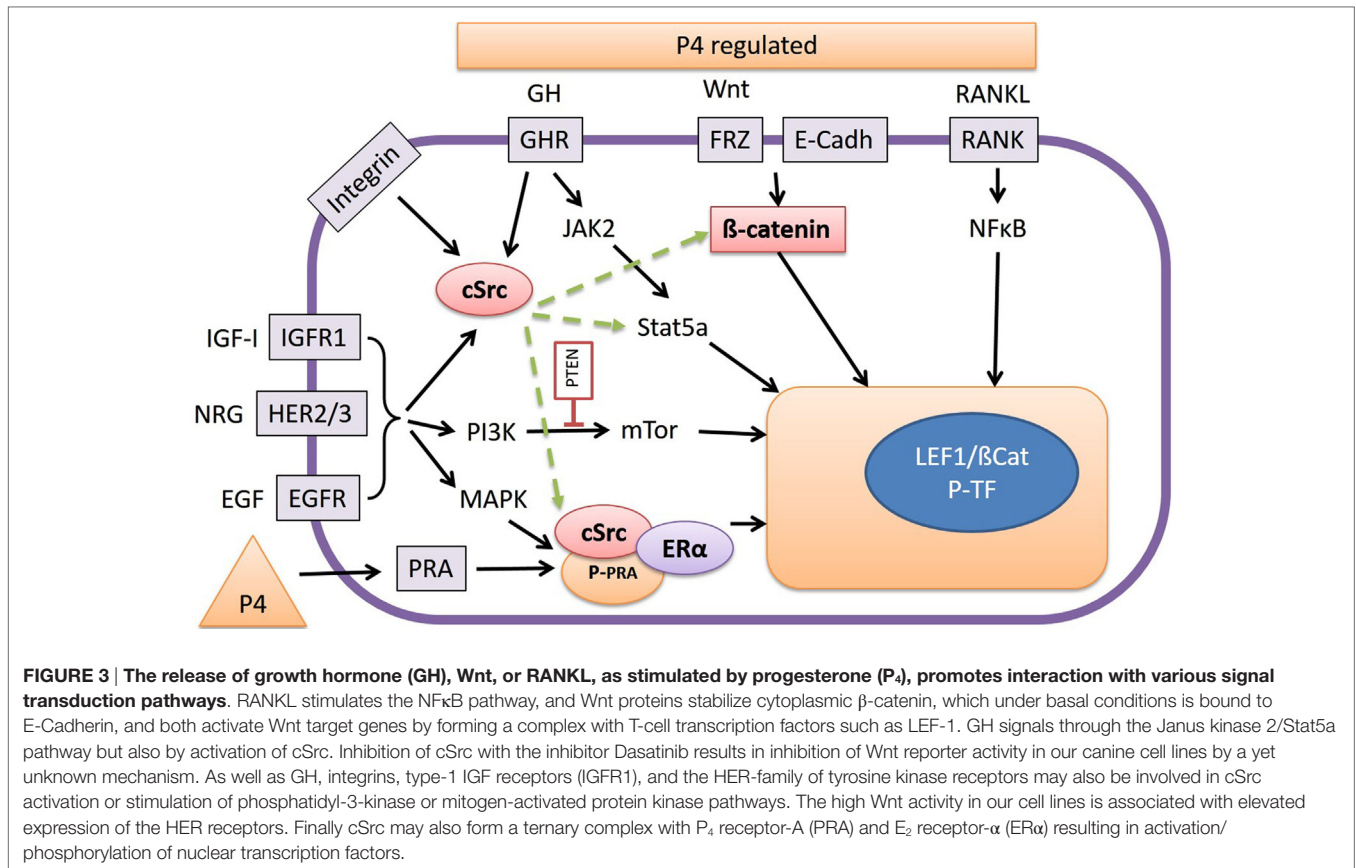 P4 regulated
GH
Wnt
RANKL
GHR
FRZ
E-Cadh
RANK
Integrin
JAK2
ß-catenin
NFκB
cSrc
Stat5a
IGF-I
IGFR1
PTEN
NRG
HER2/3
PI3K
mTor
LEF1/ßCat
P-TF
EGF
EGFR
MAPK
cSrc
ERα
P-PRA
PRA
P4
FIGURE 3 | The release of growth hormone (GH), Wnt, or RANKL, as stimulated by progesterone (P₄), promotes interaction with various signal
transduction pathways. RANKL stimulates the NFκB pathway, and Wnt proteins stabilize cytoplasmic β-catenin, which under basal conditions is bound to
E-Cadherin, and both activate Wnt target genes by forming a complex with T-cell transcription factors such as LEF-1. GH signals through the Janus kinase 2/Stat5a
pathway but also by activation of cSrc. Inhibition of cSrc with the inhibitor Dasatinib results in inhibition of Wnt reporter activity in our canine cell lines by a yet
unknown mechanism. As well as GH, integrins, type-1 IGF receptors (IGFR1), and the HER-family of tyrosine kinase receptors may also be involved in cSrc
activation or stimulation of phosphatidyl-3-kinase or mitogen-activated protein kinase pathways. The high Wnt activity in our cell lines is associated with elevated
expression of the HER receptors. Finally cSrc may also form a ternary complex with P₄ receptor-A (PRA) and E₂ receptor-α (ERα) resulting in activation/
phosphorylation of nuclear transcription factors.